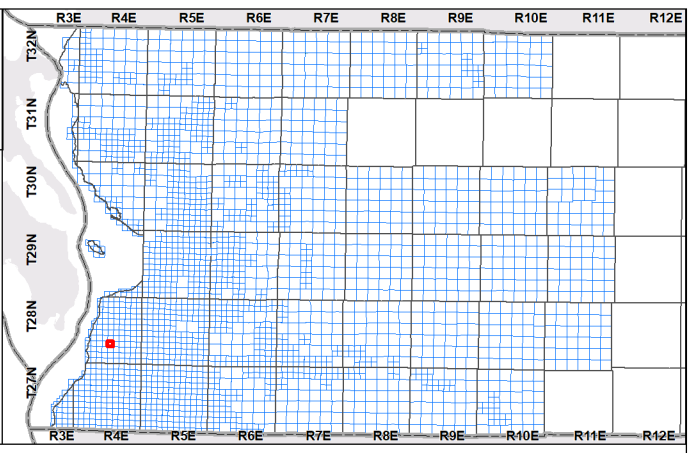 R3E R4E R5E R6E R7E R8E R9E R10E R11E R12E
T32N
T31N
T30N
T29N
T28N
T27N
R3E R4E R5E R6E R7E R8E R9E R10E R11E R12E